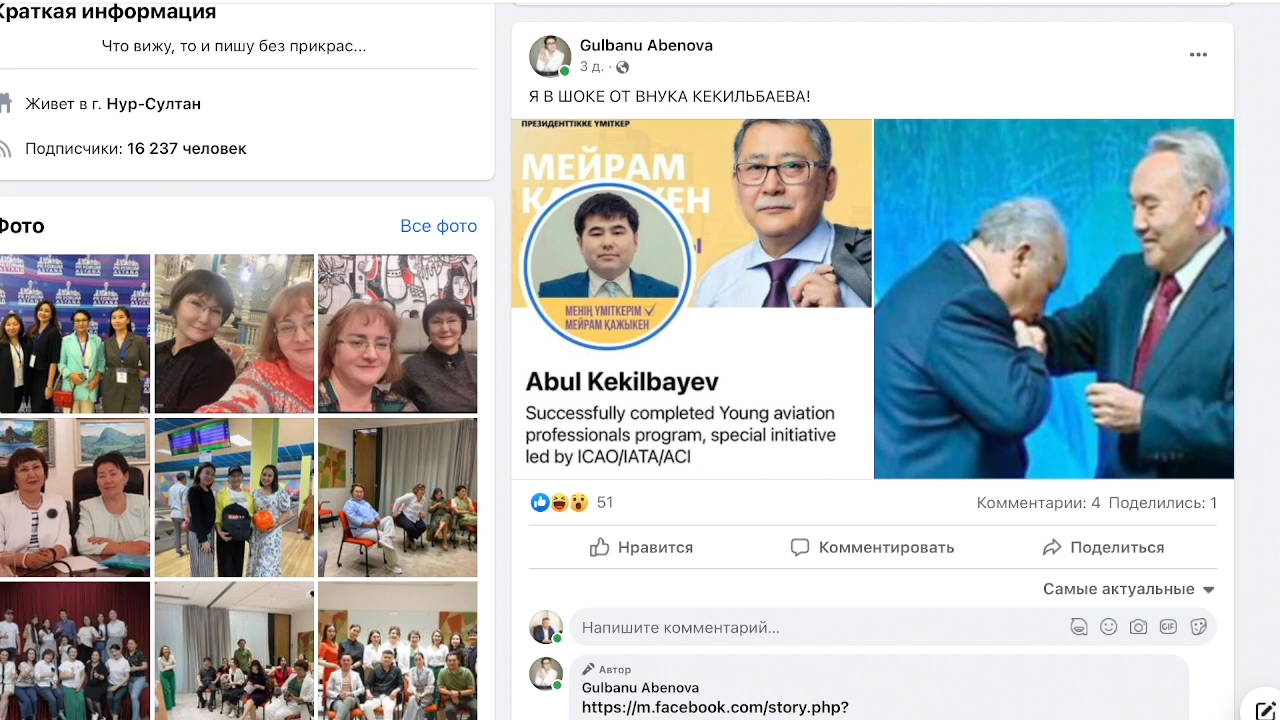 Краткая информация
Что вижу, то и пишу без прикрас...
Живет в г. Нур-Султан
Подписчики: 16 237 человек
Фото
Все фото
Gulbanu Abenova
3 д. ·
Я В ШОКЕ ОТ ВНУКА КЕКИЛЬБАЕВА!
ПРЕЗИДЕНТТІККЕ ҮМІТКЕР
МЕЙРАМ
ҚАЖЫКЕН
МЕНІҢ ҮМІТКЕРІМ
МЕЙРАМ ҚАЖЫКЕН
Abul Kekilbayev
Successfully completed Young aviation
professionals program, special initiative
led by ICAO/IATA/ACI
51
Комментарии: 4 Поделились: 1
Нравится
Комментировать
Поделиться
Самые актуальные
Напишите комментарий...
GIF
Автор
Gulbanu Abenova
https://m.facebook.com/story.php?